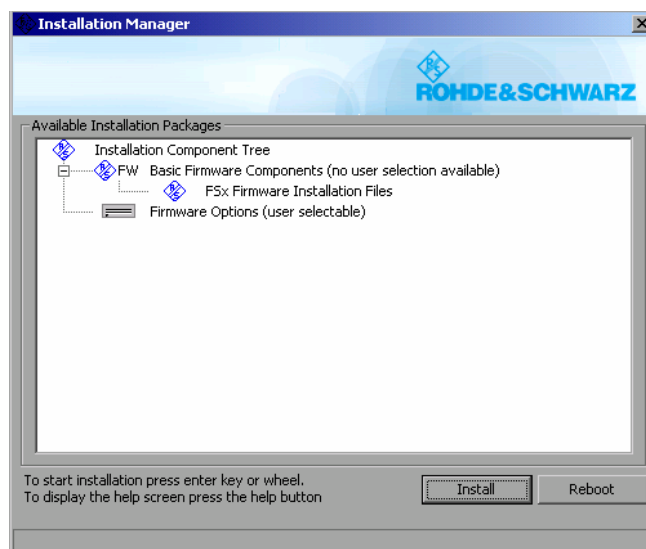 Installation Manager
ROHDE&SCHWARZ
Available Installation Packages
Installation Component Tree
FW Basic Firmware Components (no user selection available)
FSx Firmware Installation Files
Firmware Options (user selectable)
To start installation press enter key or wheel.
To display the help screen press the help button
Install
Reboot